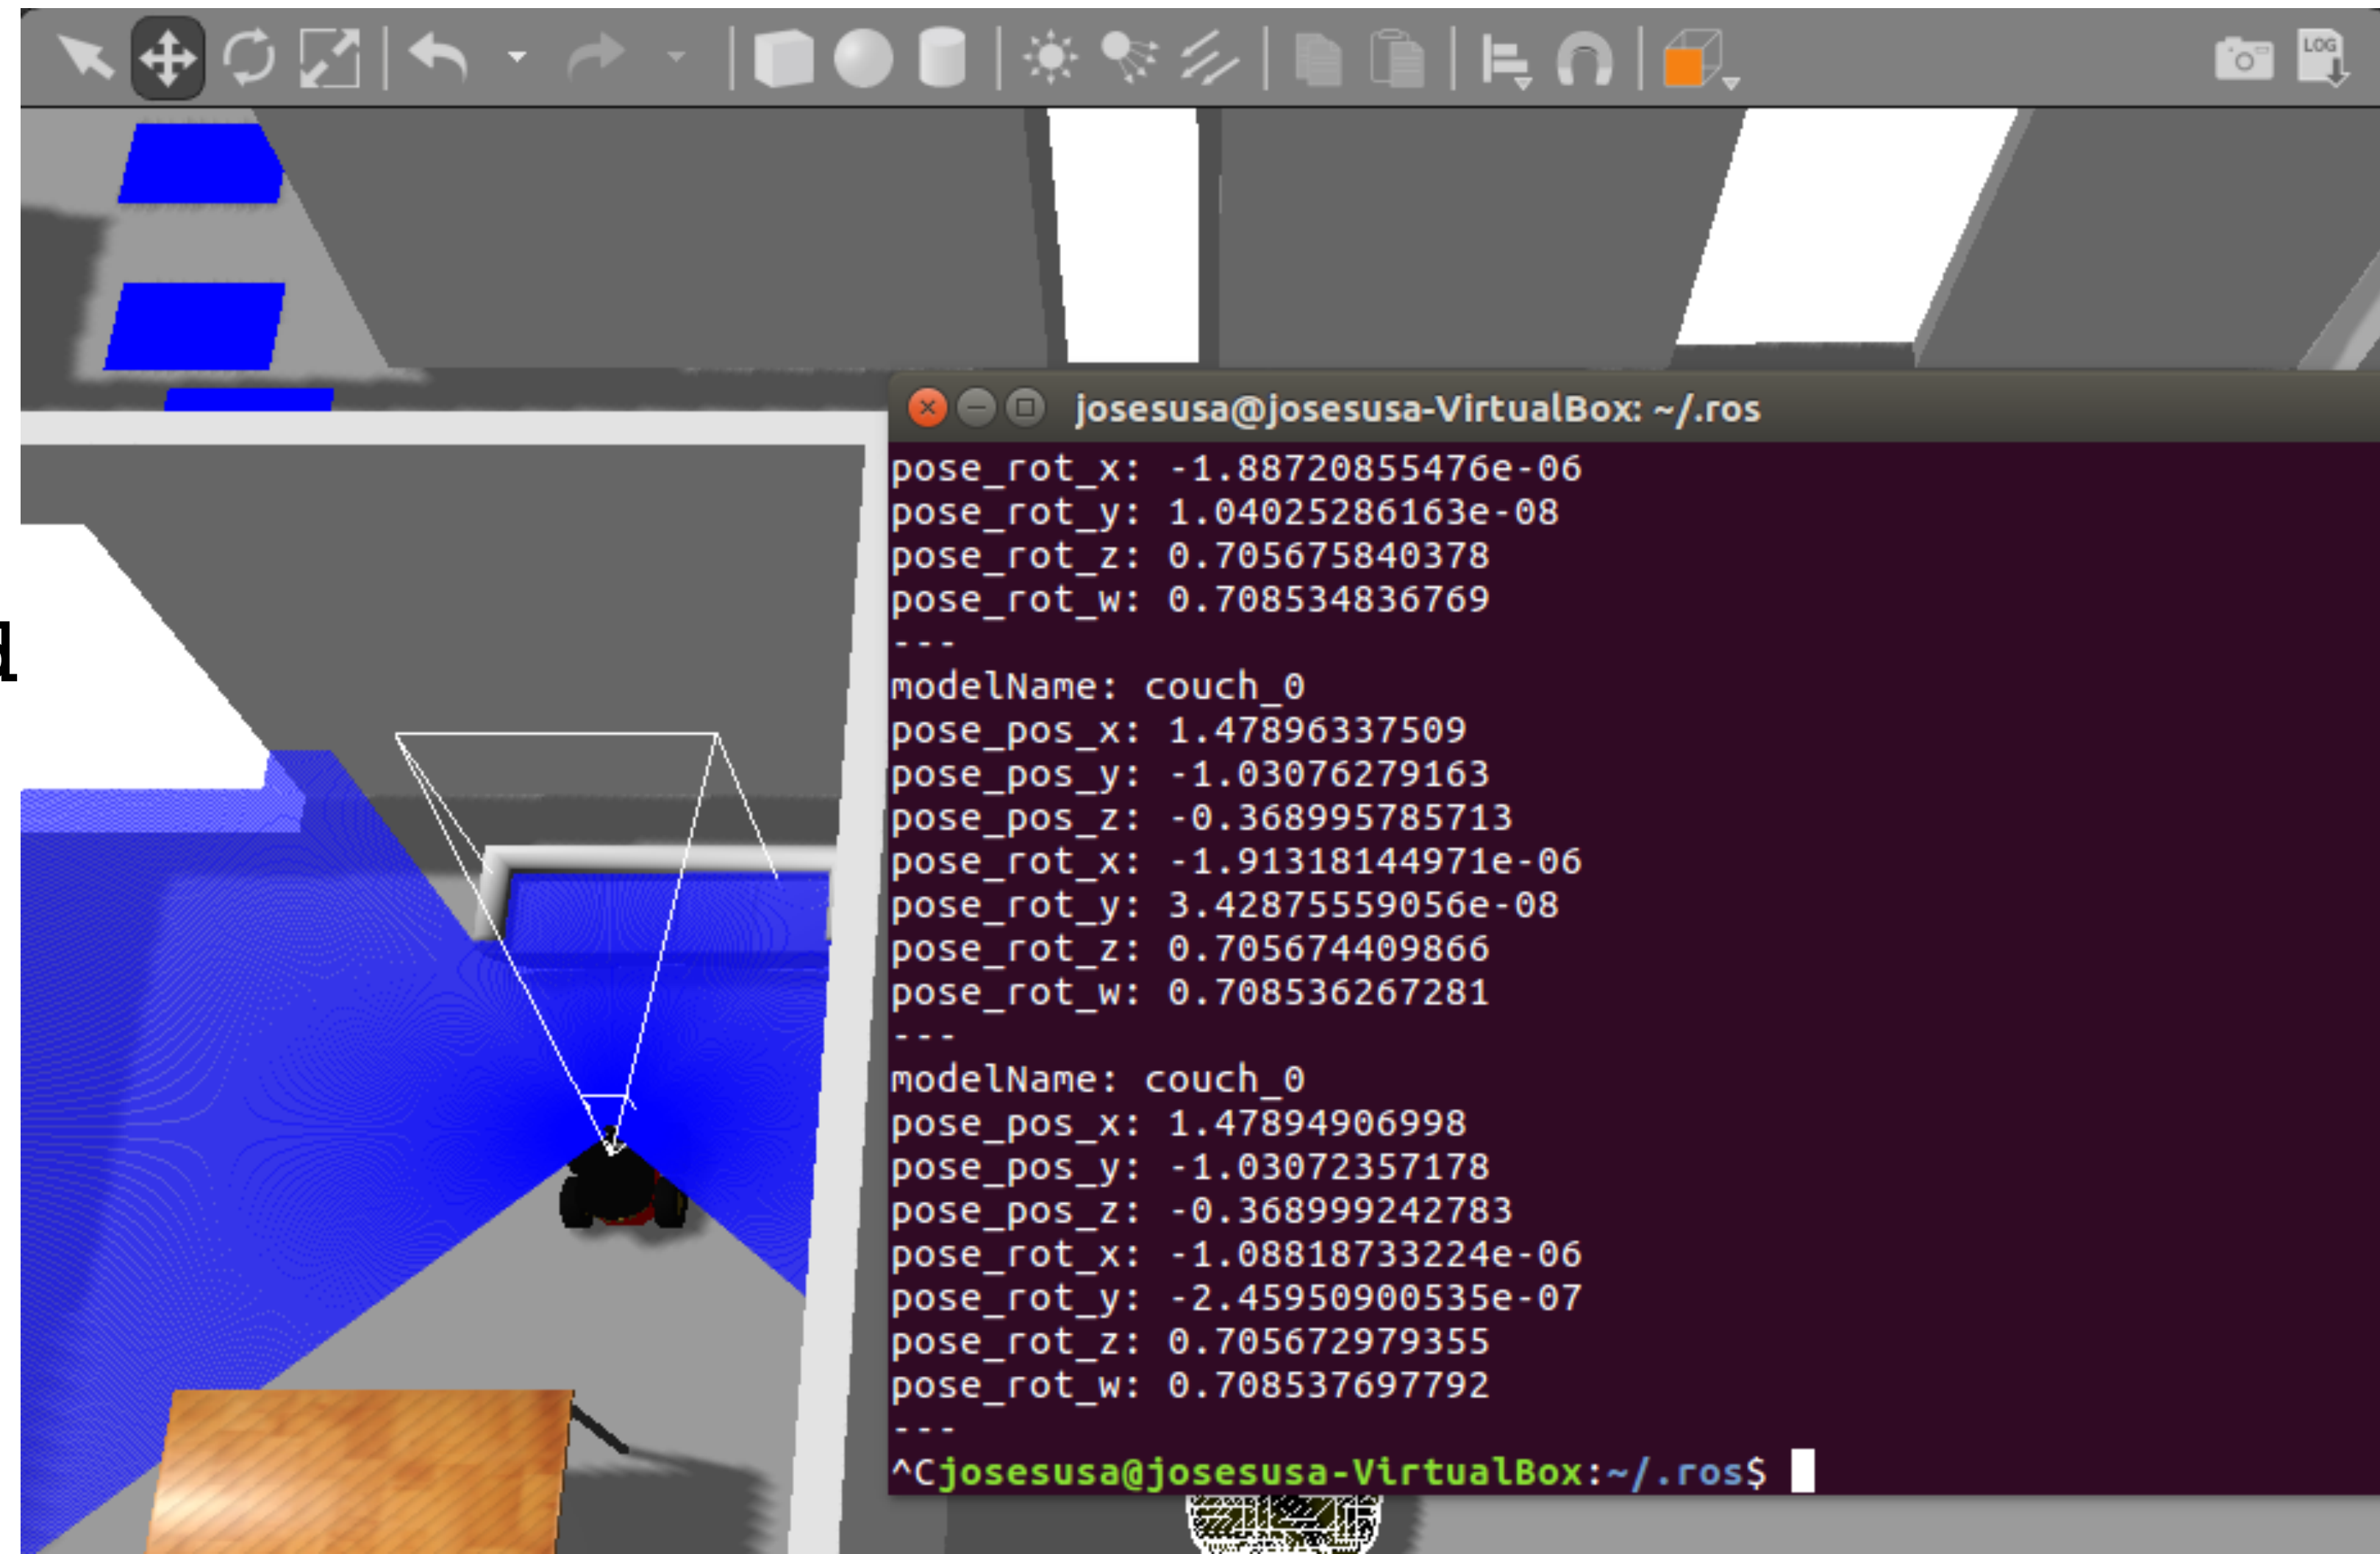 LOG
josesusa@josesusa-VirtualBox: ~/.ros
pose_rot_x: -1.88720855476e-06
pose_rot_y: 1.04025286163e-08
pose_rot_z: 0.705675840378
pose_rot_w: 0.708534836769
---
modelName: couch_0
pose_pos_x: 1.47896337509
pose_pos_y: -1.03076279163
pose_pos_z: -0.368995785713
pose_rot_x: -1.91318144971e-06
pose_rot_y: 3.42875559056e-08
pose_rot_z: 0.705674409866
pose_rot_w: 0.708536267281
---
modelName: couch_0
pose_pos_x: 1.47894906998
pose_pos_y: -1.03072357178
pose_pos_z: -0.368999242783
pose_rot_x: -1.08818733224e-06
pose_rot_y: -2.45950900535e-07
pose_rot_z: 0.705672979355
pose_rot_w: 0.708537697792
---
^Cjosesusa@josesusa-VirtualBox:~/.ros$